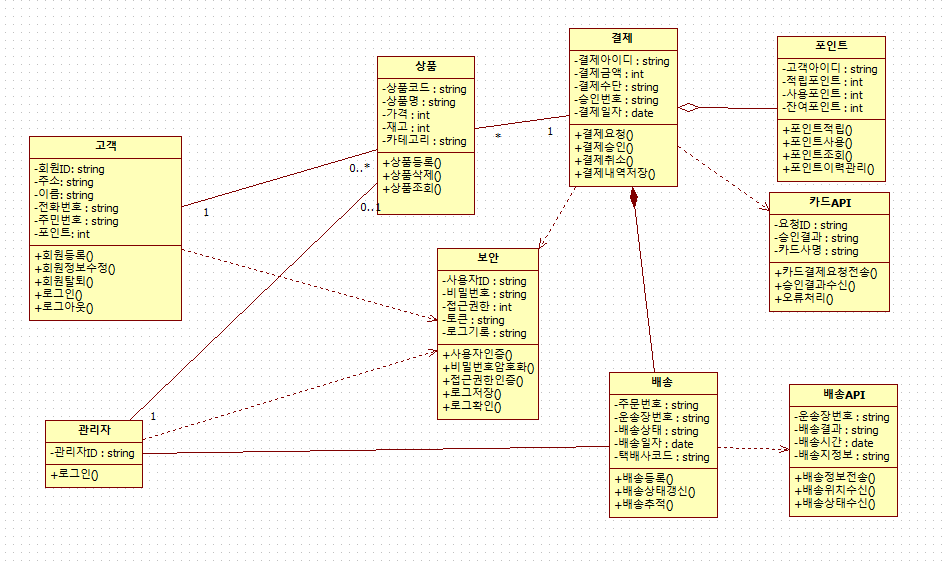 고객
-회원ID: string
-주소: string
-이름: string
-전화번호: string
-주민번호: string
-포인트: int
+회원등록()
+회원정보수정()
+회원탈퇴()
+로그인()
+로그아웃()
상품
-상품코드: string
-상품명: string
-가격: int
-재고: int
-카테고리: string
+상품등록()
+상품삭제()
+상품조회()
결제
-결제아이디: string
-결제금액: int
-결제수단: string
-승인번호: string
-결제일자: date
+결제요청()
+결제승인()
+결제취소()
+결제내역저장()
포인트
-고객아이디: string
-적립포인트: int
-사용포인트: int
-잔여포인트: int
+포인트적립()
+포인트사용()
+포인트조회()
+포인트이력관리()
카드API
-요청ID: string
-승인결과: string
-카드사명: string
+카드결제요청전송()
+승인결과수신()
+오류처리()
보안
-사용자ID: string
-비밀번호: string
-접근권한: int
-토큰: string
-로그기록: string
+사용자인증()
+비밀번호암호화()
+접근권한인증()
+로그저장()
+로그확인()
관리자
-관리자ID: string
+로그인()
배송
-주문번호: string
-운송장번호: string
-배송상태: string
-배송일자: date
-택배사코드: string
+배송등록()
+배송상태갱신()
+배송추적()
배송API
-운송장번호: string
-배송결과: string
-배송시간: date
-배송지정보: string
+배송정보전송()
+배송위치수신()
+배송상태수신()
1
0..*
*
1
0..1
1